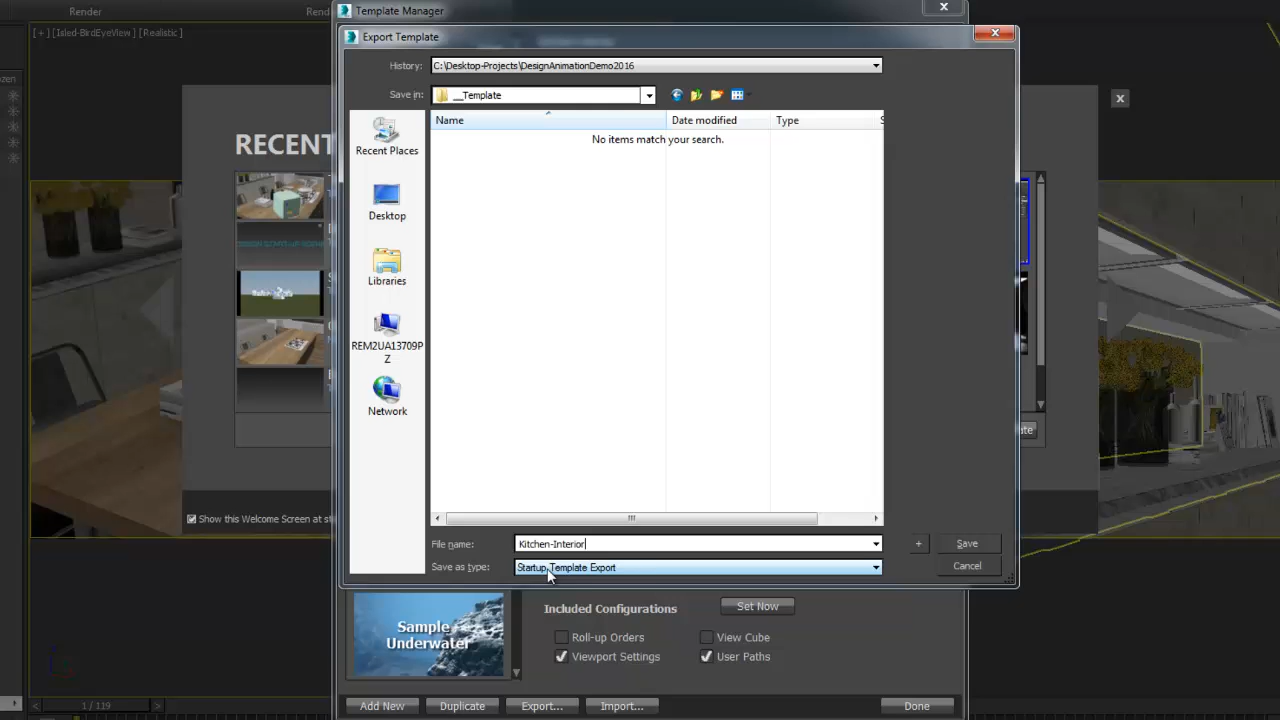 Render
Rend
Template Manager
[ + ] [Isled-BirdEyeView ] [Realistic ]
Export Template
History:
C:\Desktop-Projects\DesignAnimationDemo2016
Save in:
__Template
Name
Date modified
Type
No items match your search.
Recent Places
Desktop
Libraries
REM2UA13709P
Z
Network
RECENT
File name:
Kitchen-Interior
+
Save
Save as type:
Startup Template Export
Cancel
Show this Welcome Screen at st
Sample
Underwater
Included Configurations
Set Now
Roll-up Orders
View Cube
Viewport Settings
User Paths
< 1 / 119 >
Add New
Duplicate
Export...
Import...
Done